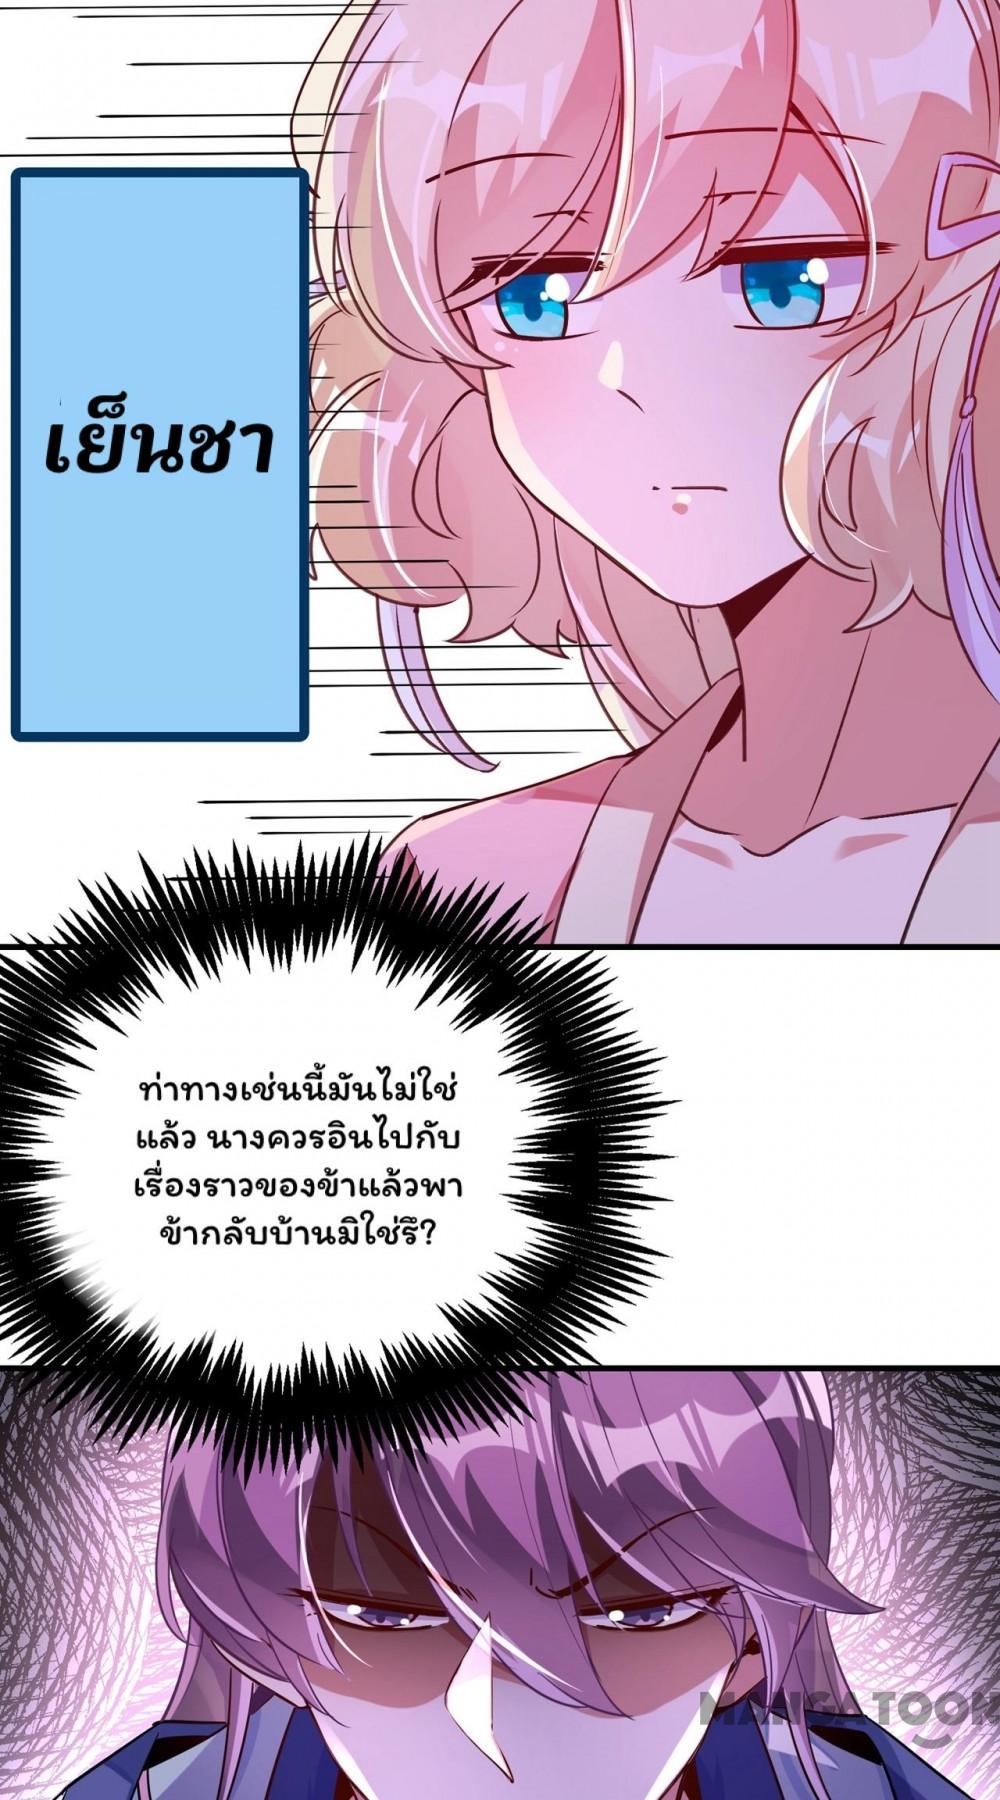 เย็นชา
ท่าทางเช่นนี้มันไม่ใช่
แล้ว นางควรอินไปกับ
เรื่องราวของข้าแล้วพา
ข้ากลับบ้านมิใช่รึ?
MANGATOON